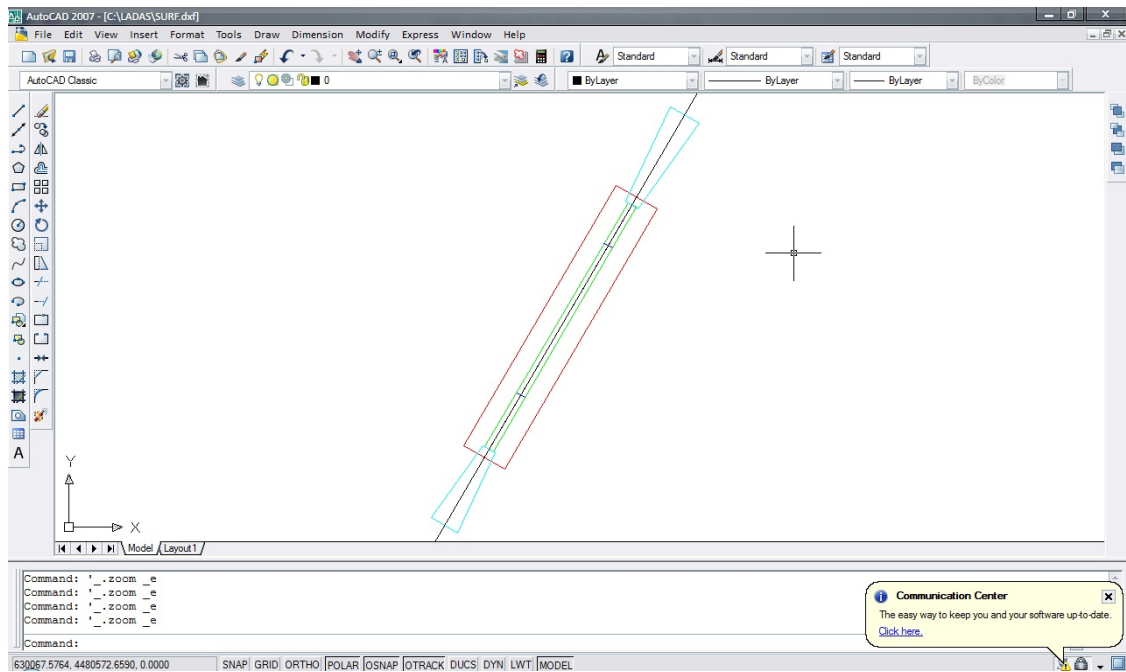 AutoCAD 2007 - [C:\LADAS\SURF.dxf]
File Edit View Insert Format Tools Draw Dimension Modify Express Window Help
Standard Standard Standard
AutoCAD Classic 0 ByLayer ByLayer ByLayer ByColor
A
Y
X
Model Layout1
Command: '_.zoom _e
Command: '_.zoom _e
Command: '_.zoom _e
Command: '_.zoom _e
Command:
Communication Center
The easy way to keep you and your software up-to-date.
Click here.
630067.5764, 4480572.6590, 0.0000 SNAP GRID ORTHO POLAR OSNAP OTRACK DUCS DYN LWT MODEL